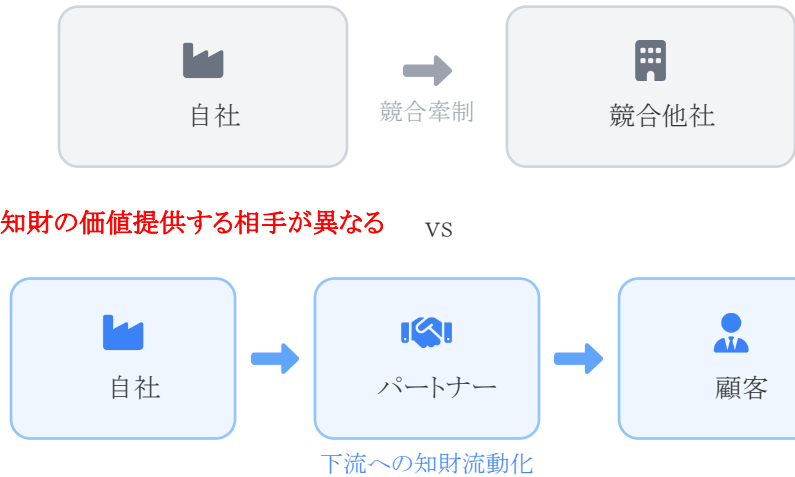 自社
競合牽制
競合他社
知財の価値提供する相手が異なる
vs
自社
パートナー
顧客
下流への知財流動化